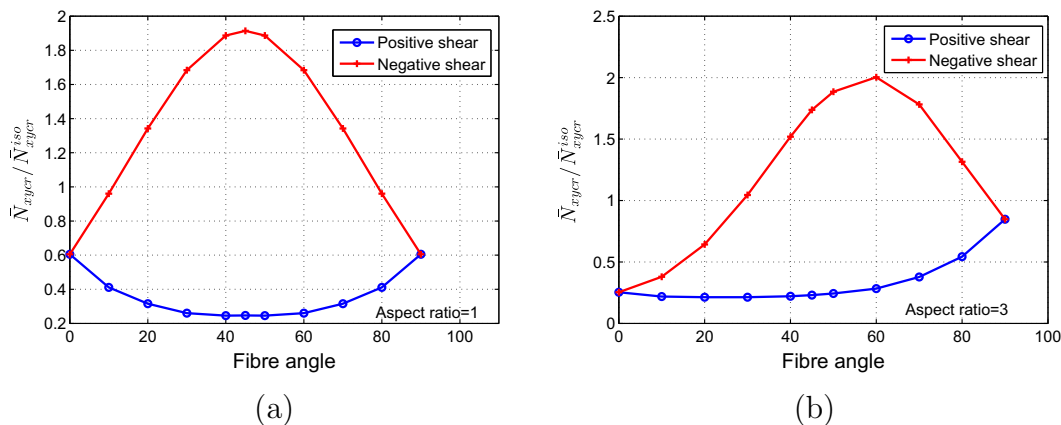 2
1.8
1.6
1.4
1.2
1
0.8
0.6
0.4
0.2
0 20 40 60 80 100
N̄xycr/N̄^{iso}_{xycr}
Fibre angle
Positive shear
Negative shear
Aspect ratio=1
(a)
2.5
2
1.5
1
0.5
0
0 20 40 60 80 100
N̄xycr/N̄^{iso}_{xycr}
Fibre angle
Positive shear
Negative shear
Aspect ratio=3
(b)